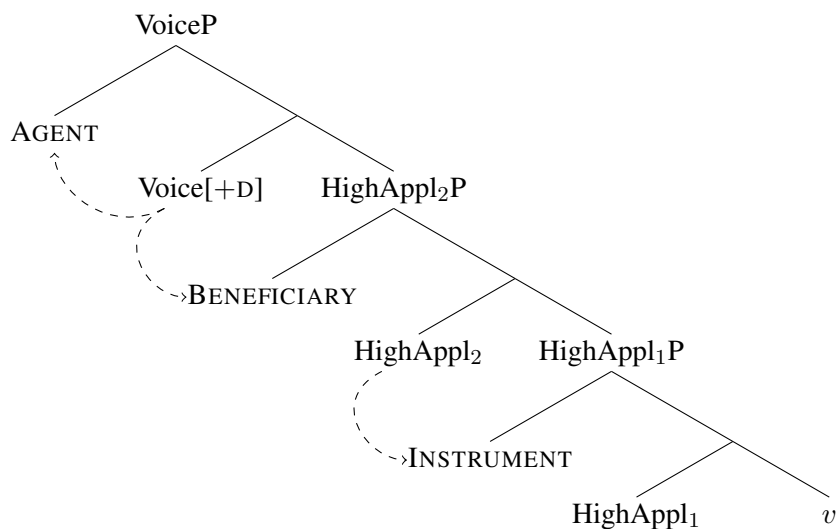 VoiceP
AGENT
Voice[+D] HighAppl₂P
BENEFICIARY
HighAppl₂ HighAppl₁P
INSTRUMENT
HighAppl₁ v